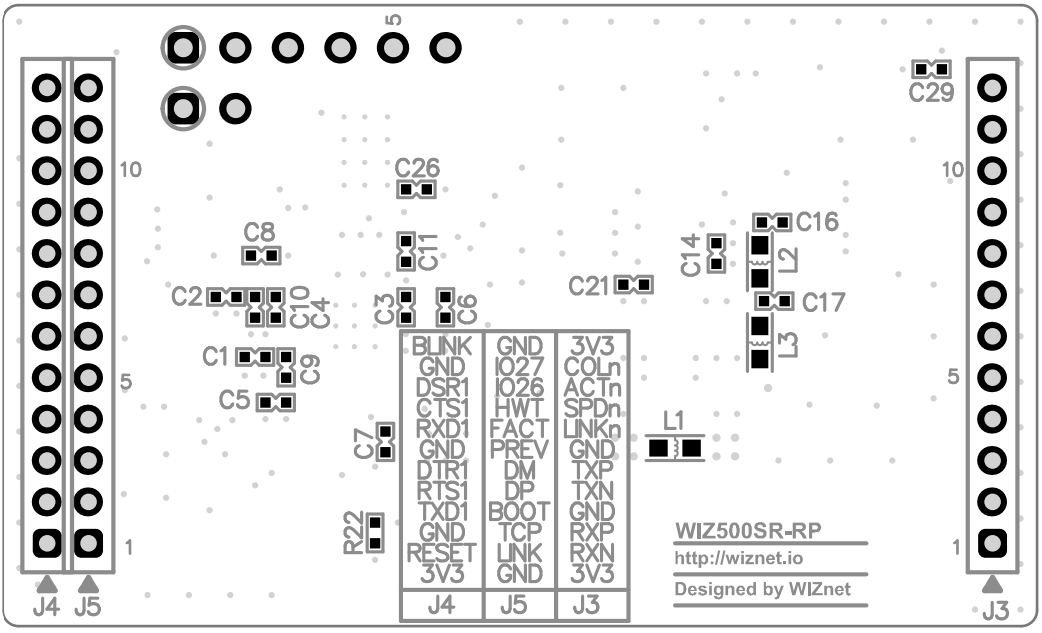 5
C29
10
10
C26
C8
C11
C16
C14
L2
C21
C2
C10
C4
C3
C6
C17
L3
C1
C9
5
5
C5
C7
L1
R22
BLINK GND 3V3
GND IO27 COLn
DSR1 IO26 ACTn
CTS1 HWT SPDn
RXD1 FACT LINKn
GND PREV GND
DTR1 DM TXP
RTS1 DP TXN
TXD1 BOOT GND
GND TCP RXP
RESET LINK RXN
3V3 GND 3V3
J4 J5 J3
WIZ500SR-RP
http://wiznet.io
Designed by WIZnet
1
1
J4 J5
J3